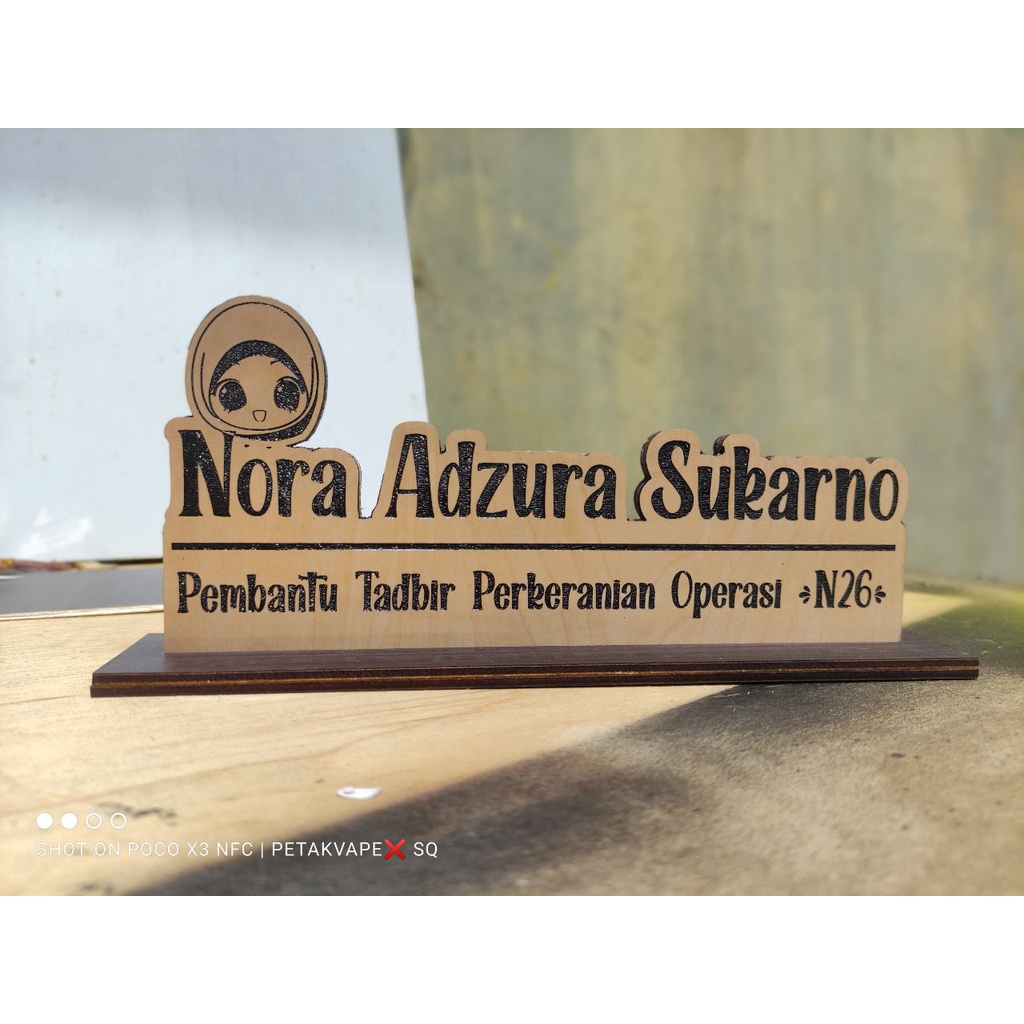 Nora Adzura Sukarno
Pembantu Tadbir Perkeranian Operasi N26
SHOT ON POCO X3 NFC | PETAKVAPE❌ SQ